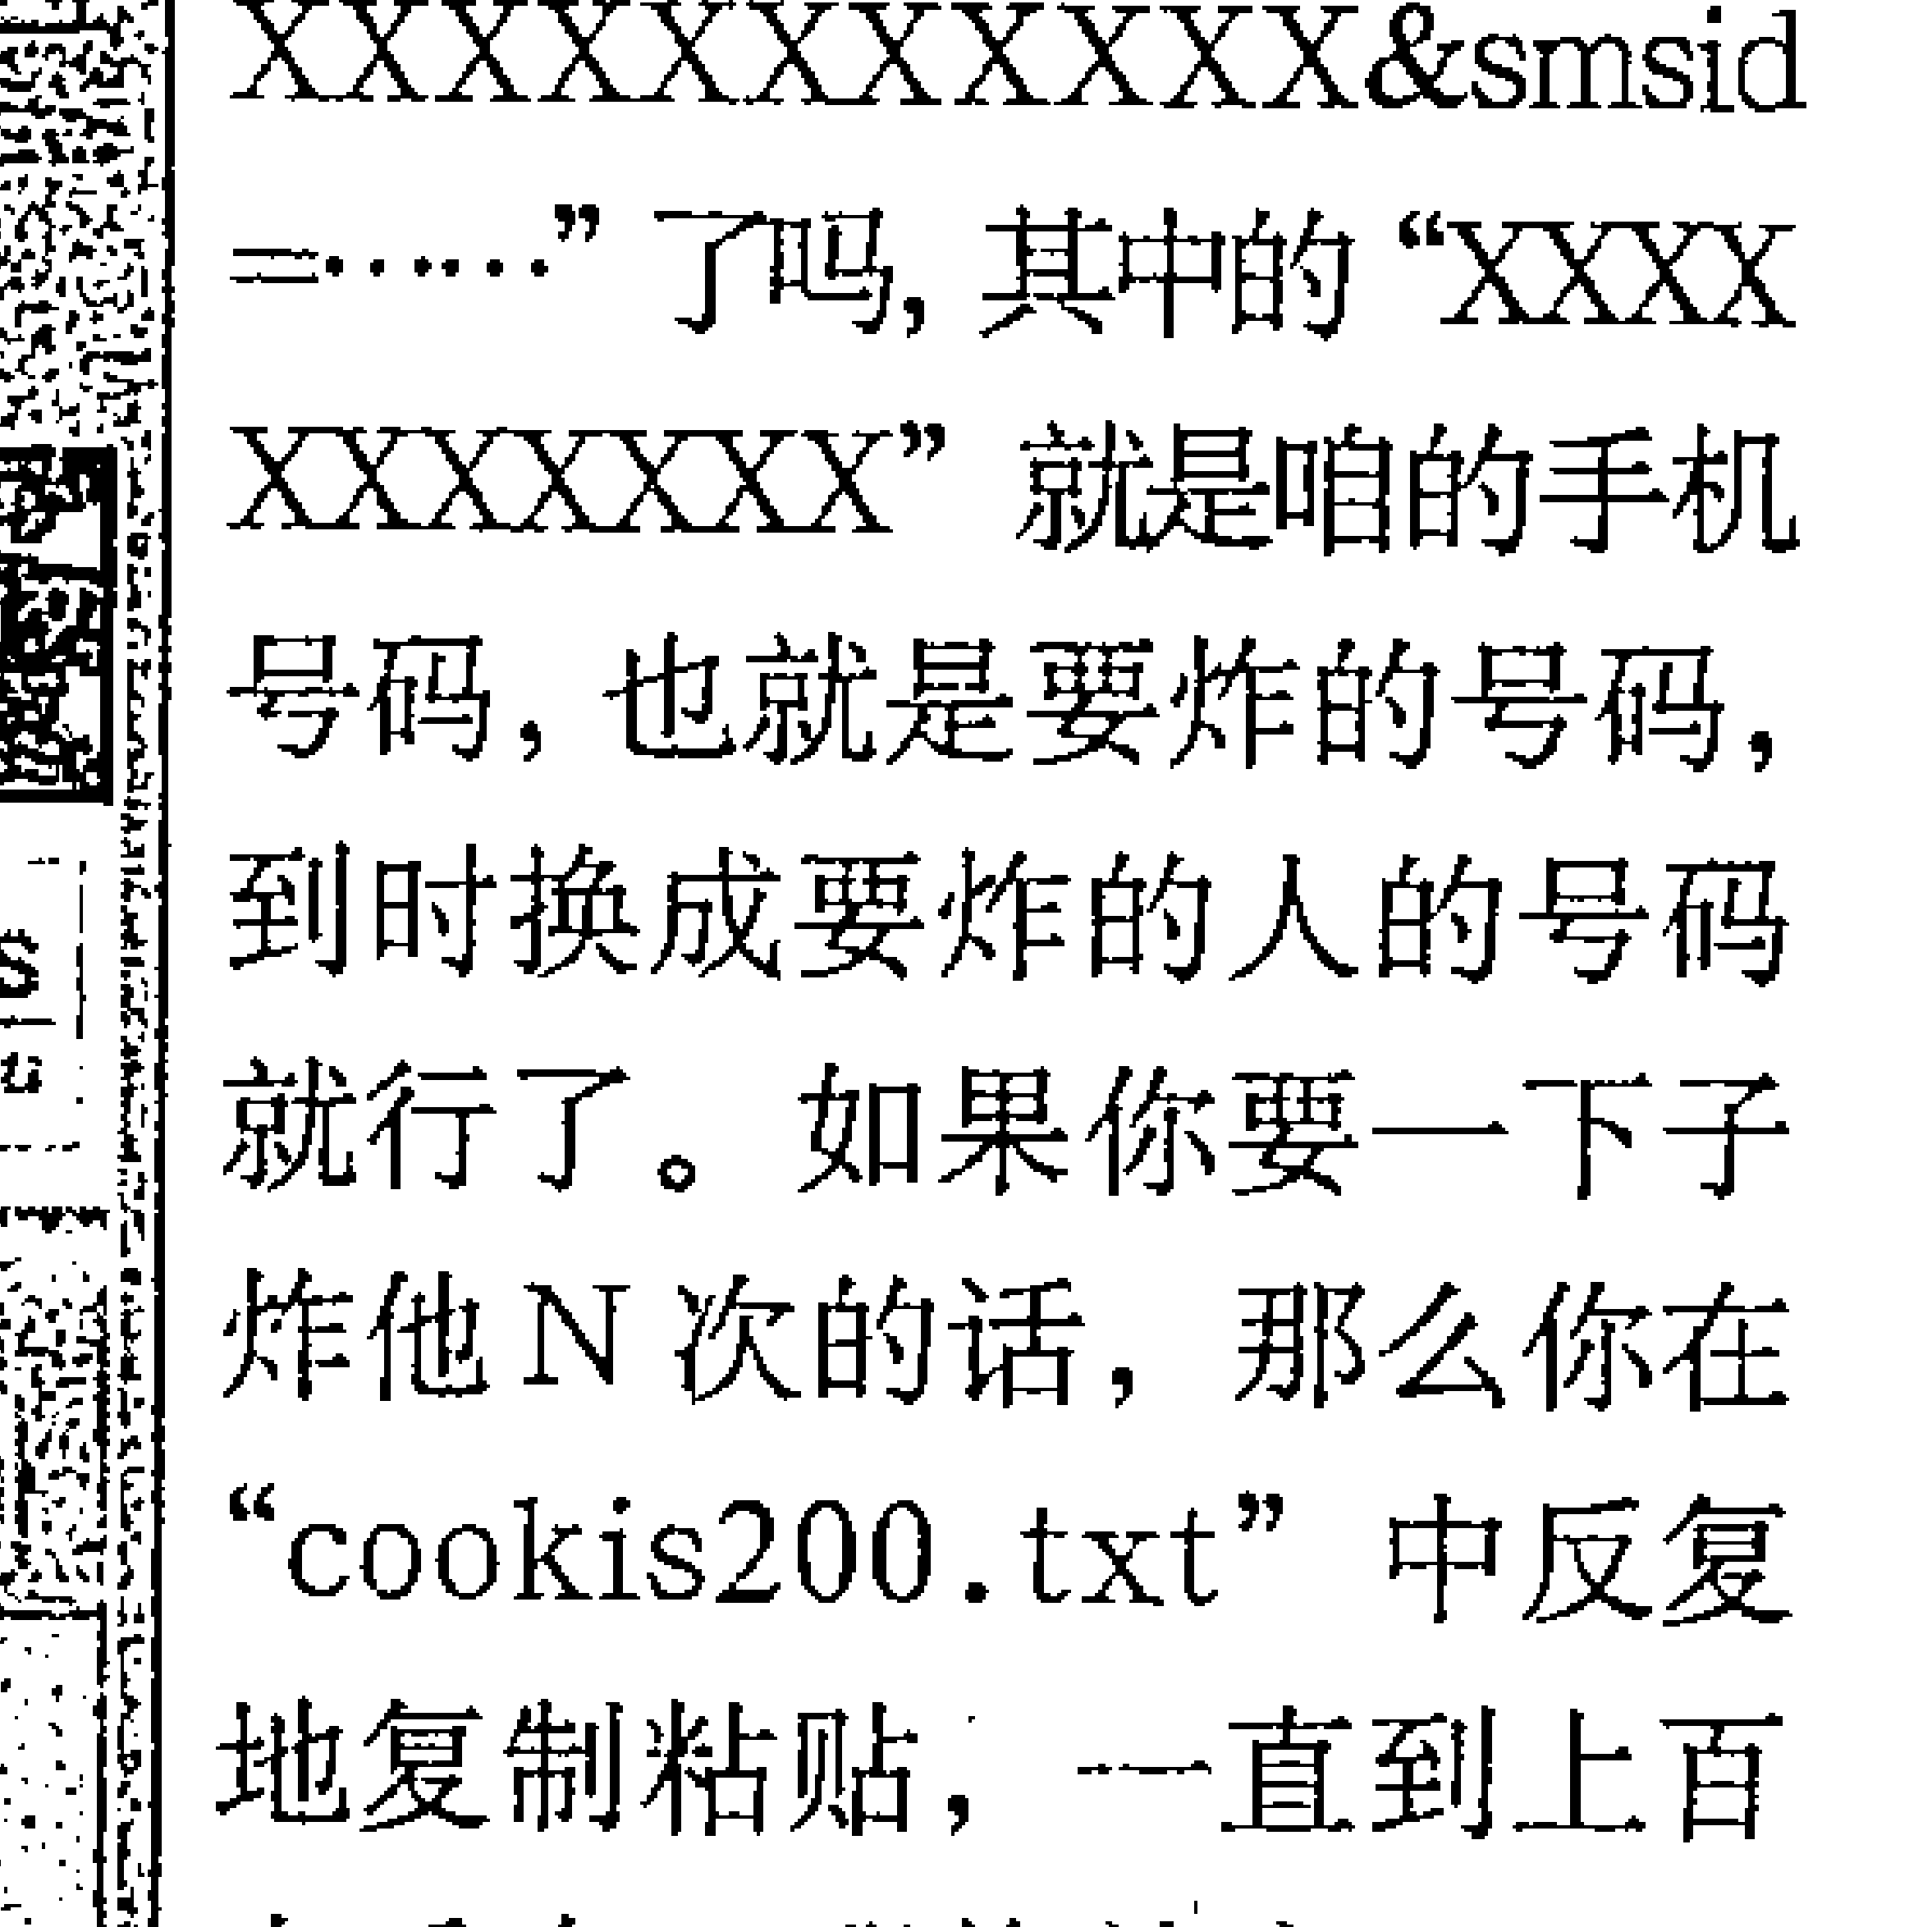 XXXXXXXXXXX&smsid
=……”了吗，其中的“XXXX
XXXXXXX”就是咱的手机
号码，也就是要炸的号码，
到时换成要炸的人的号码
就行了。如果你要一下子
炸他 N 次的话，那么你在
“cookis200.txt”中反复
地复制粘贴，一直到上百